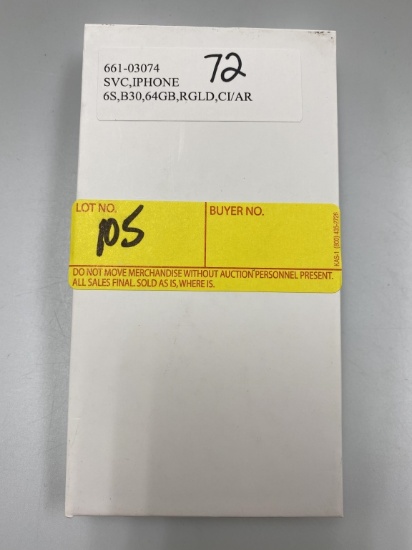 661-03074
72
SVC,IPHONE
6S,B30,64GB,RGLD,CI/AR
LOT NO.
BUYER NO.
DO NOT MOVE MERCHANDISE WITHOUT AUCTION PERSONNEL PRESENT.
ALL SALES FINAL. SOLD AS IS, WHERE IS.